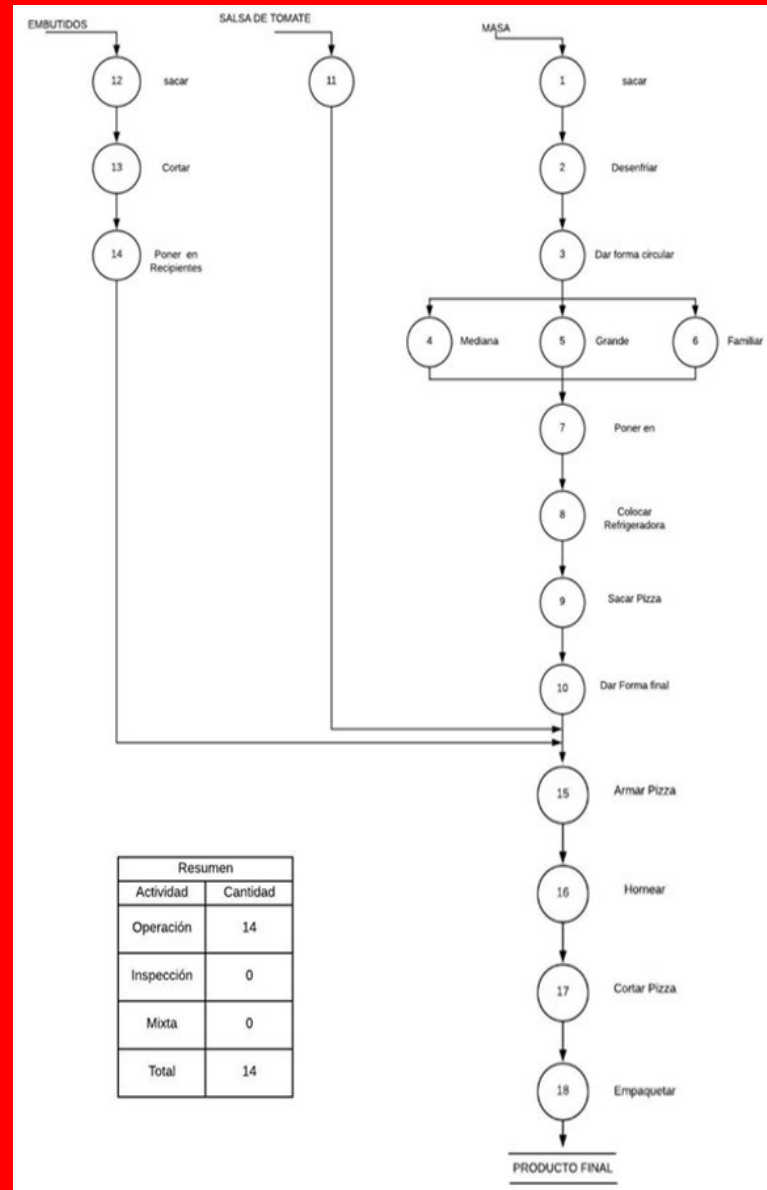 EMBUTIDOS
SALSA DE TOMATE
MASA
12
sacar
11
1
sacar
13
Cortar
2
Desenfriar
14
Poner en
Recipientes
3
Dar forma circular
4
Mediana
5
Grande
6
Familiar
7
Poner en
8
Colocar
Refrigeradora
9
Sacar Pizza
10
Dar Forma final
15
Armar Pizza
16
Hornear
17
Cortar Pizza
18
Empaquetar
PRODUCTO FINAL
Resumen
Actividad Cantidad
Operación 14
Inspección 0
Mixta 0
Total 14